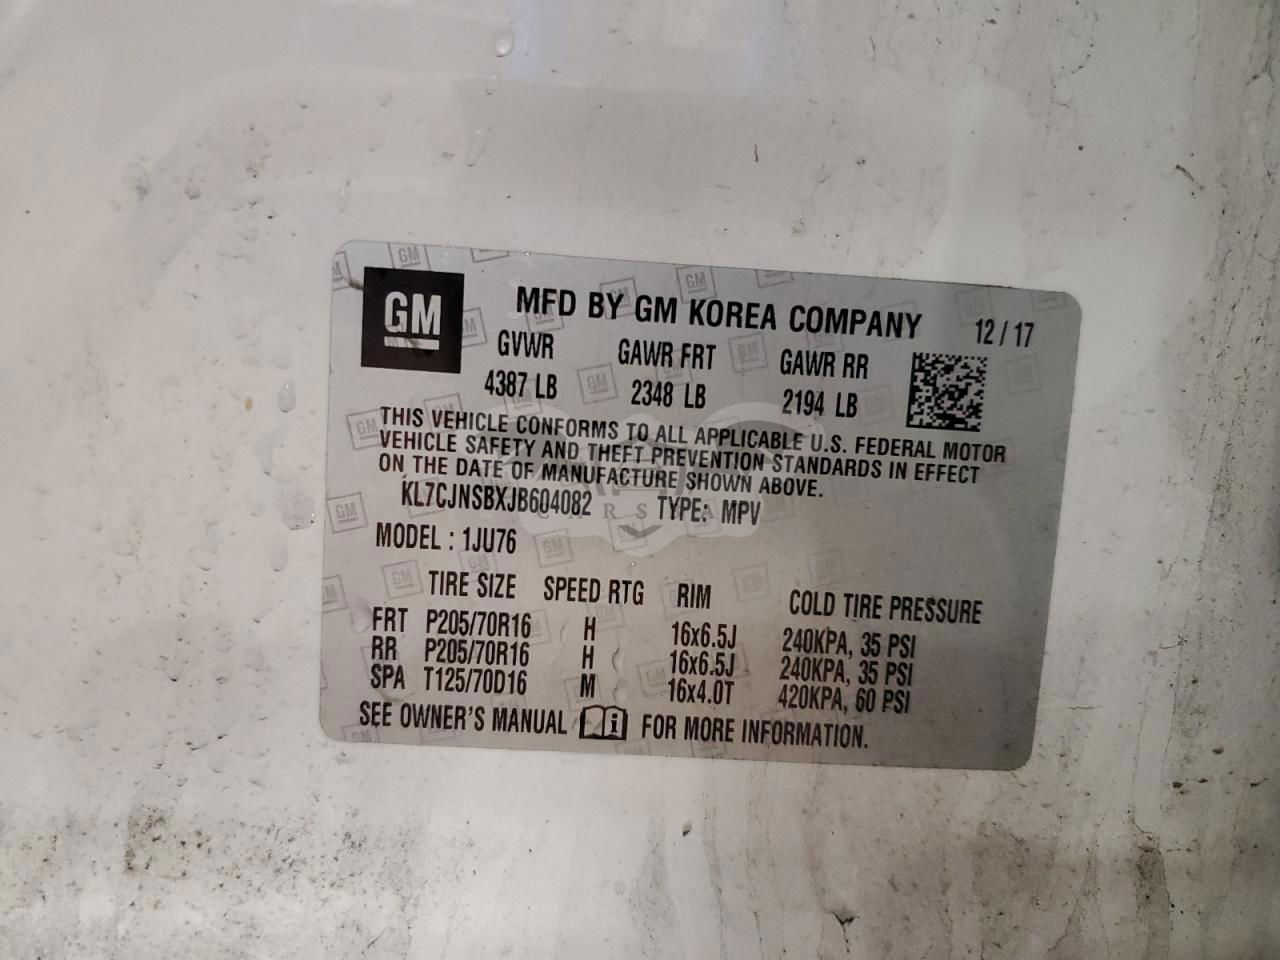 GM MFD BY GM KOREA COMPANY 12/17
GVWR GAWR FRT GAWR RR
4387 LB 2348 LB 2194 LB
THIS VEHICLE CONFORMS TO ALL APPLICABLE U.S. FEDERAL MOTOR
VEHICLE SAFETY AND THEFT PREVENTION STANDARDS IN EFFECT
ON THE DATE OF MANUFACTURE SHOWN ABOVE.
KL7CJNSBXJB604082 TYPE: MPV
MODEL : 1JU76
TIRE SIZE SPEED RTG RIM COLD TIRE PRESSURE
FRT P205/70R16 H 16x6.5J 240KPA, 35 PSI
RR P205/70R16 H 16x6.5J 240KPA, 35 PSI
SPA T125/70D16 M 16x4.0T 420KPA, 60 PSI
SEE OWNER'S MANUAL i FOR MORE INFORMATION.